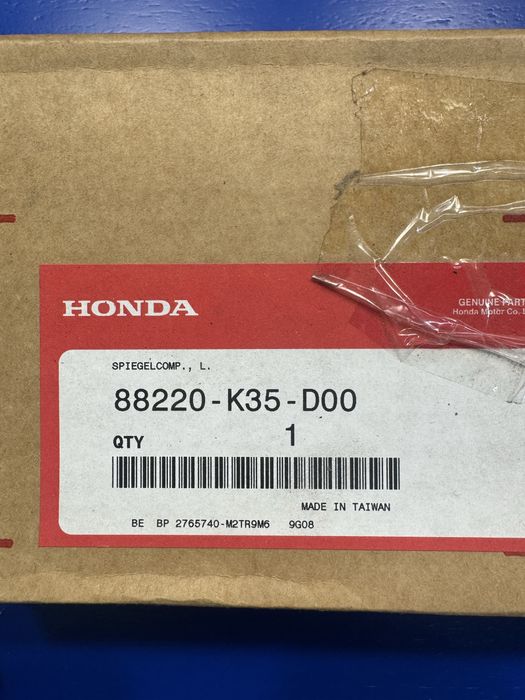 HONDA
GENUINE PART
Honda Motor Co.
SPIEGELCOMP., L.
88220-K35-D00
QTY 1
MADE IN TAIWAN
BE BP 2765740-M2TR9M6 9G08